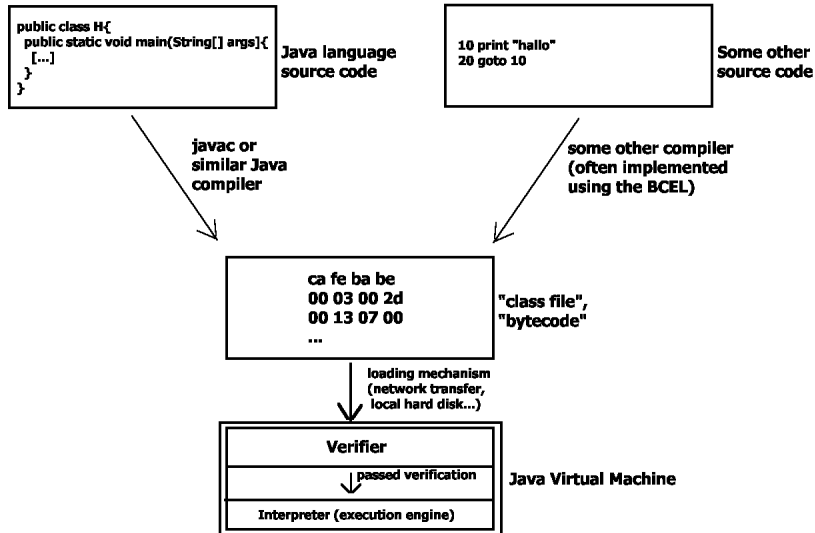 public class H{
public static void main(String[] args]{
[...]
}
}
Java language
source code
10 print "hallo"
20 goto 10
Some other
source code
javac or
similar Java
compiler
some other compiler
(often implemented
using the BCEL)
ca fe ba be
00 03 00 2d
00 13 07 00
...
"class file",
"bytecode"
loading mechanism
(network transfer,
local hard disk...)
Verifier
passed verification
Interpreter (execution engine)
Java Virtual Machine